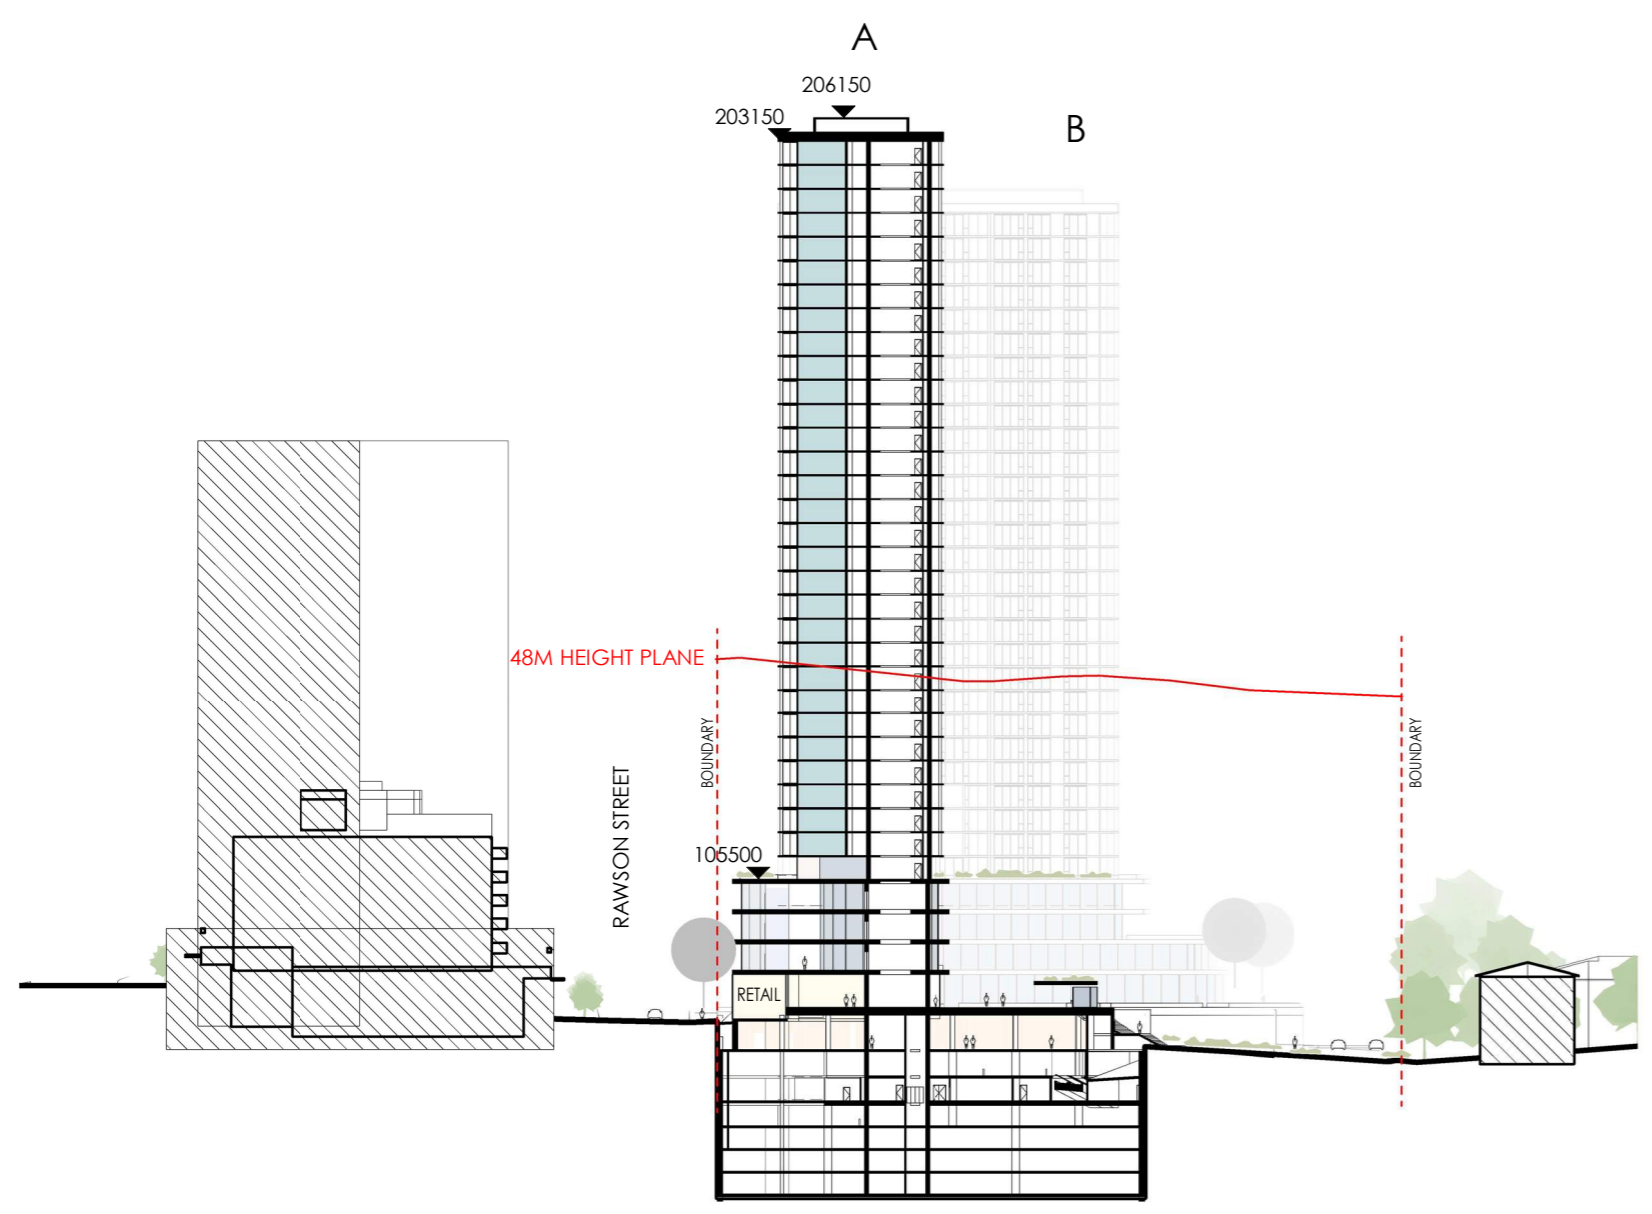 A
206150
203150
B
48M HEIGHT PLANE
BOUNDARY
BOUNDARY
RAWSON STREET
105500
RETAIL